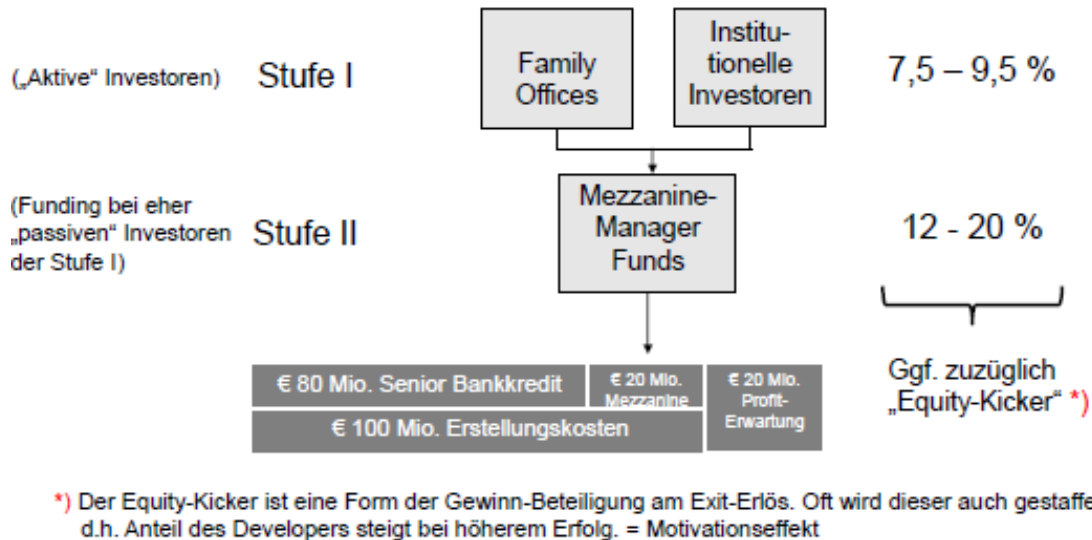 („Aktive“ Investoren)
Stufe I
Family
Offices
Institu-
tionelle
Investoren
7,5 – 9,5 %
(Funding bei eher
„passiven“ Investoren
der Stufe I)
Stufe II
Mezzanine-
Manager
Funds
12 - 20 %
€ 80 Mio. Senior Bankkredit
€ 20 Mio.
Mezzanine
€ 20 Mio.
Profit-
Erwartung
€ 100 Mio. Erstellungskosten
Ggf. zuzüglich
„Equity-Kicker“ *)
*) Der Equity-Kicker ist eine Form der Gewinn-Beteiligung am Exit-Erlös. Oft wird dieser auch gestaffe
d.h. Anteil des Developers steigt bei höherem Erfolg. = Motivationseffekt